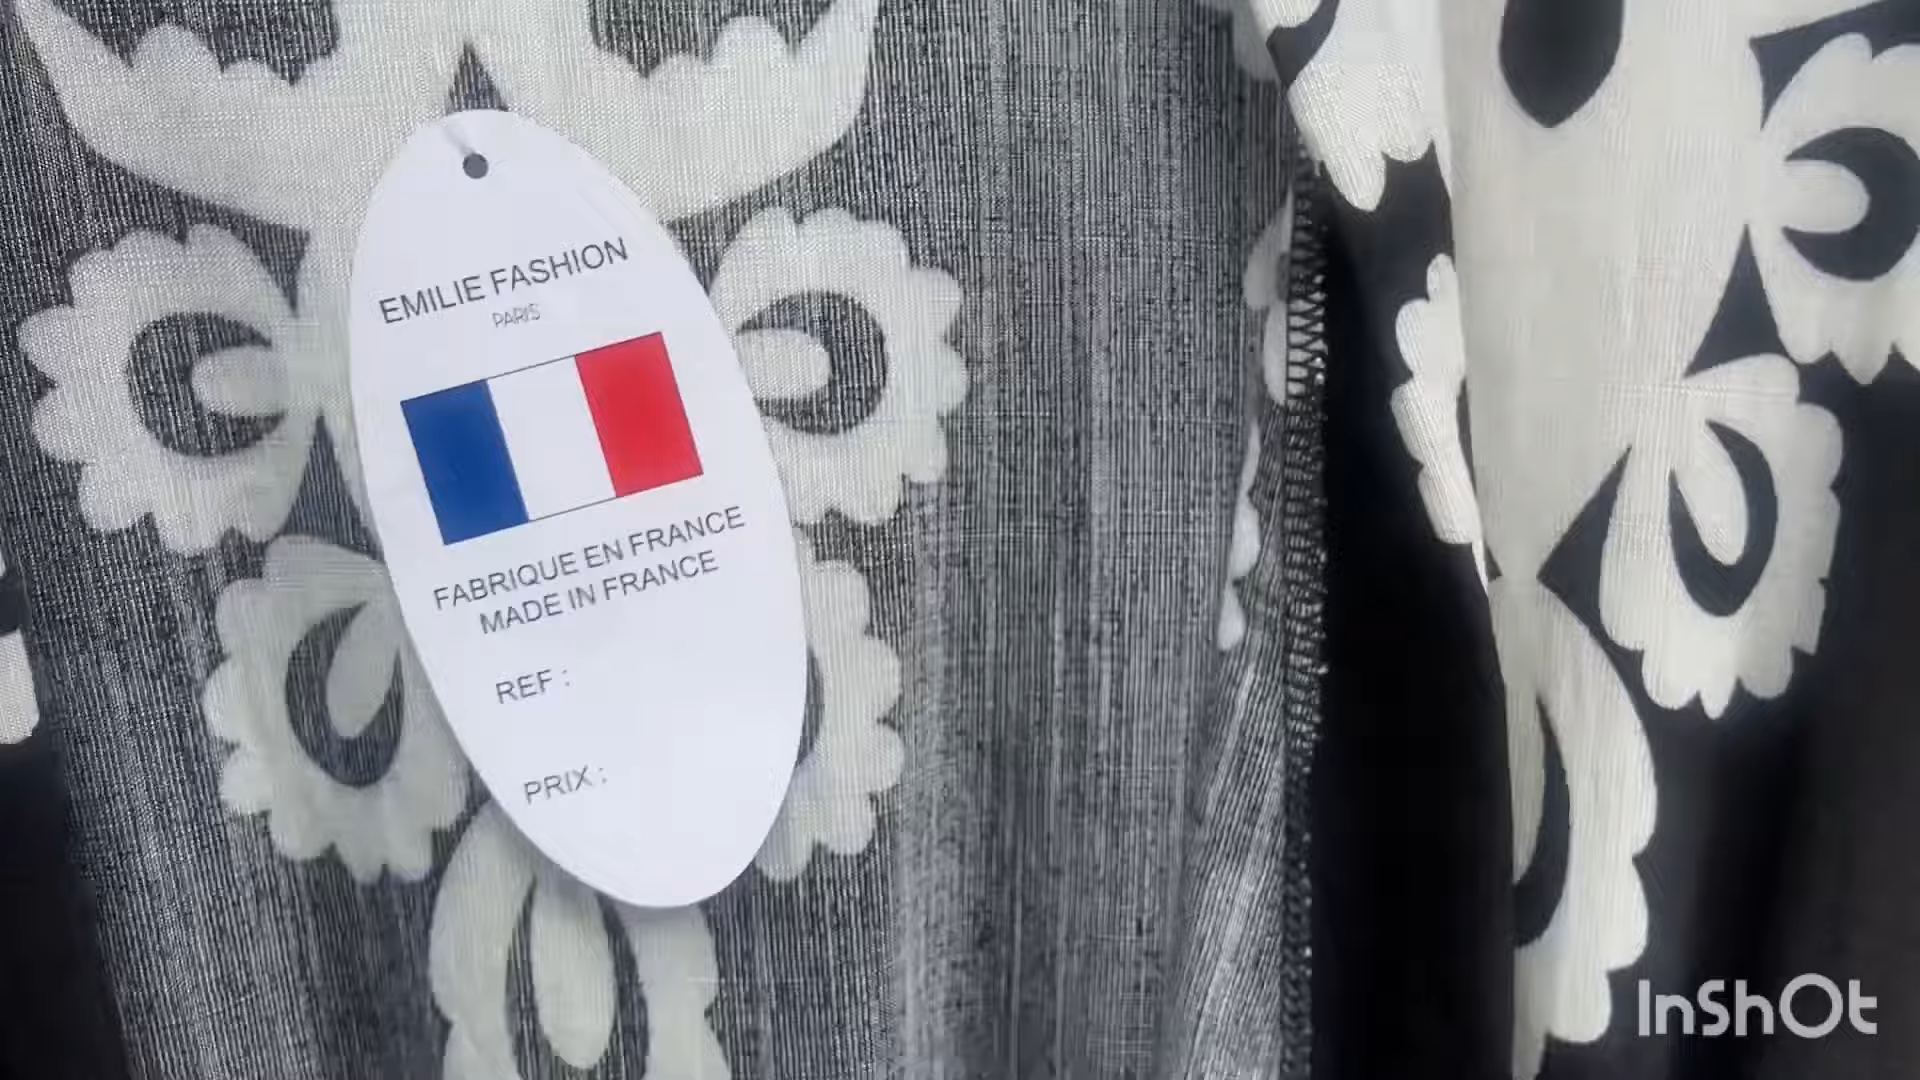 EMILIE FASHION
PARIS
FABRIQUE EN FRANCE
MADE IN FRANCE
REF :
PRIX :
InShOt